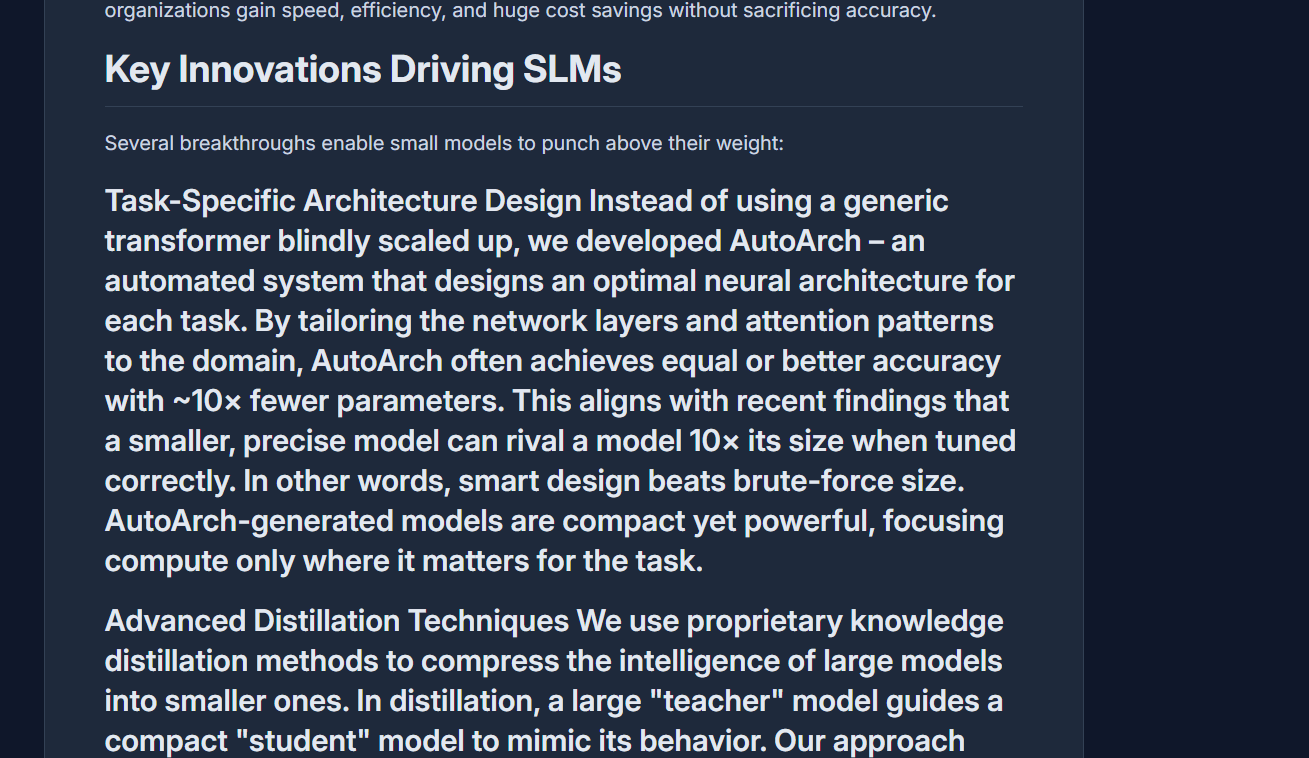 organizations gain speed, efficiency, and huge cost savings without sacrificing accuracy.
Key Innovations Driving SLMs
Several breakthroughs enable small models to punch above their weight:
Task-Specific Architecture Design Instead of using a generic
transformer blindly scaled up, we developed AutoArch – an
automated system that designs an optimal neural architecture for
each task. By tailoring the network layers and attention patterns
to the domain, AutoArch often achieves equal or better accuracy
with ~10× fewer parameters. This aligns with recent findings that
a smaller, precise model can rival a model 10× its size when tuned
correctly. In other words, smart design beats brute-force size.
AutoArch-generated models are compact yet powerful, focusing
compute only where it matters for the task.
Advanced Distillation Techniques We use proprietary knowledge
distillation methods to compress the intelligence of large models
into smaller ones. In distillation, a large "teacher" model guides a
compact "student" model to mimic its behavior. Our approach